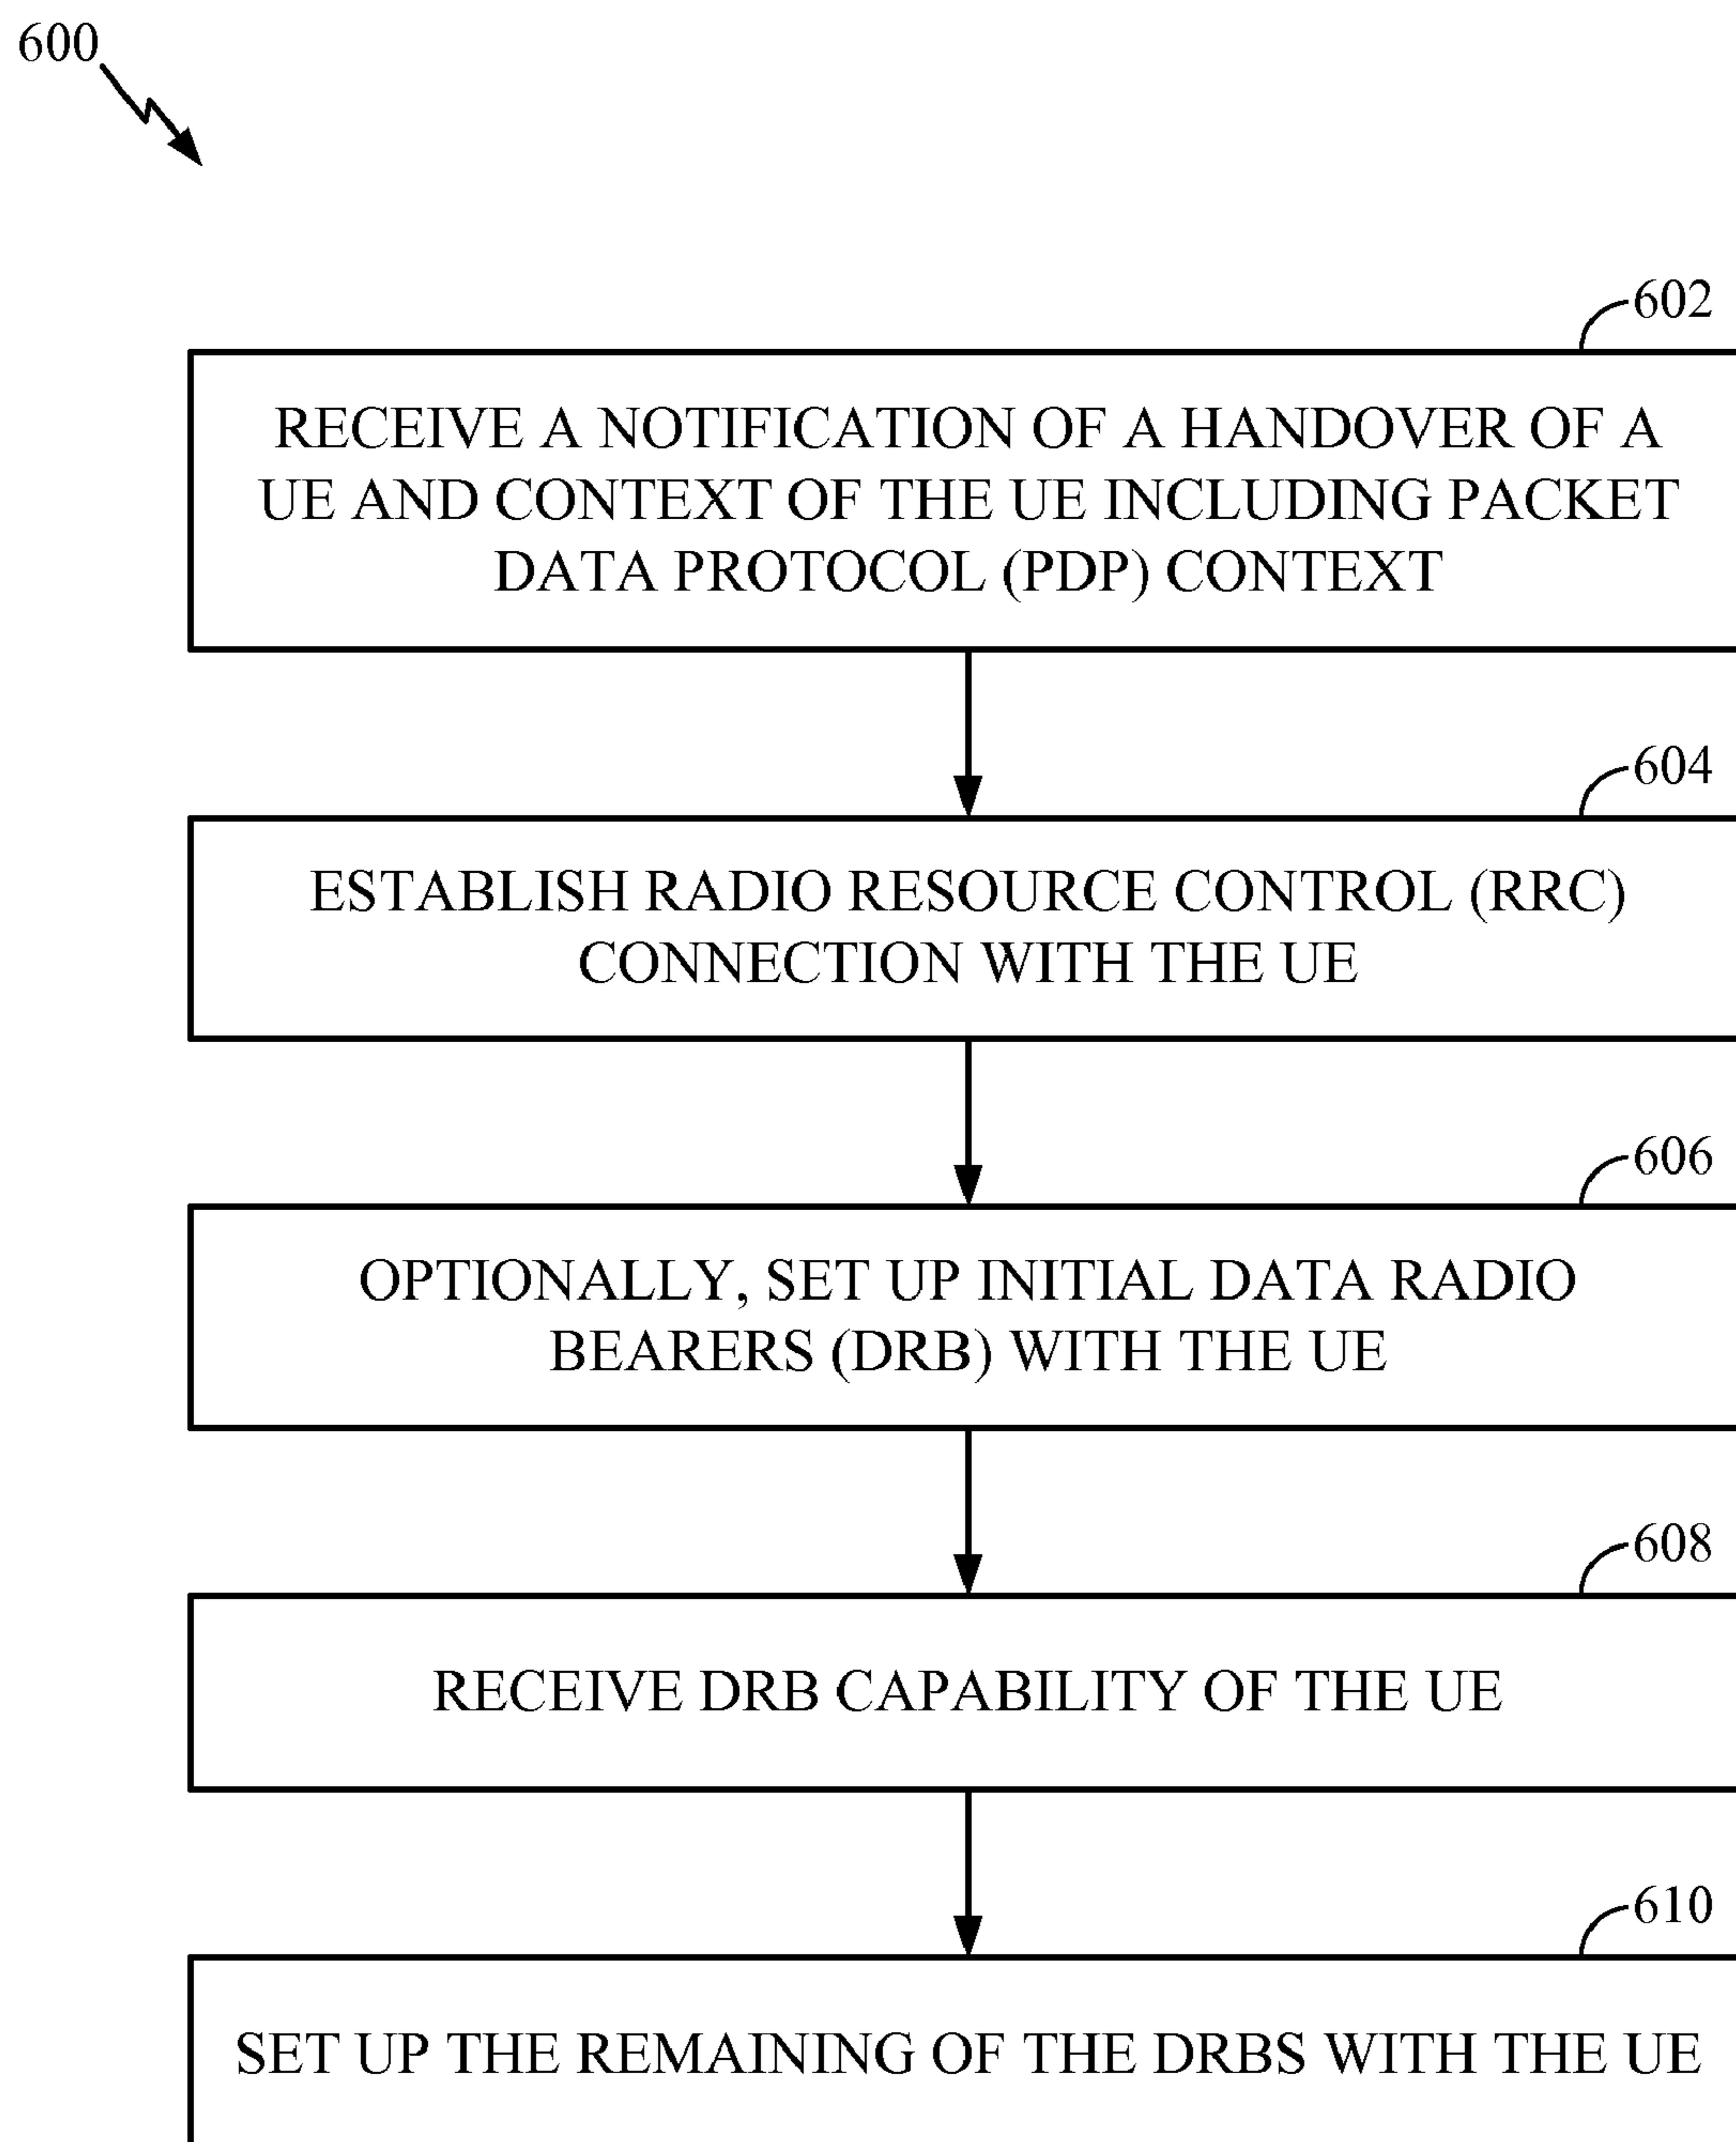 600
602
RECEIVE A NOTIFICATION OF A HANDOVER OF A
UE AND CONTEXT OF THE UE INCLUDING PACKET
DATA PROTOCOL (PDP) CONTEXT
604
ESTABLISH RADIO RESOURCE CONTROL (RRC)
CONNECTION WITH THE UE
606
OPTIONALLY, SET UP INITIAL DATA RADIO
BEARERS (DRB) WITH THE UE
608
RECEIVE DRB CAPABILITY OF THE UE
610
SET UP THE REMAINING OF THE DRBS WITH THE UE